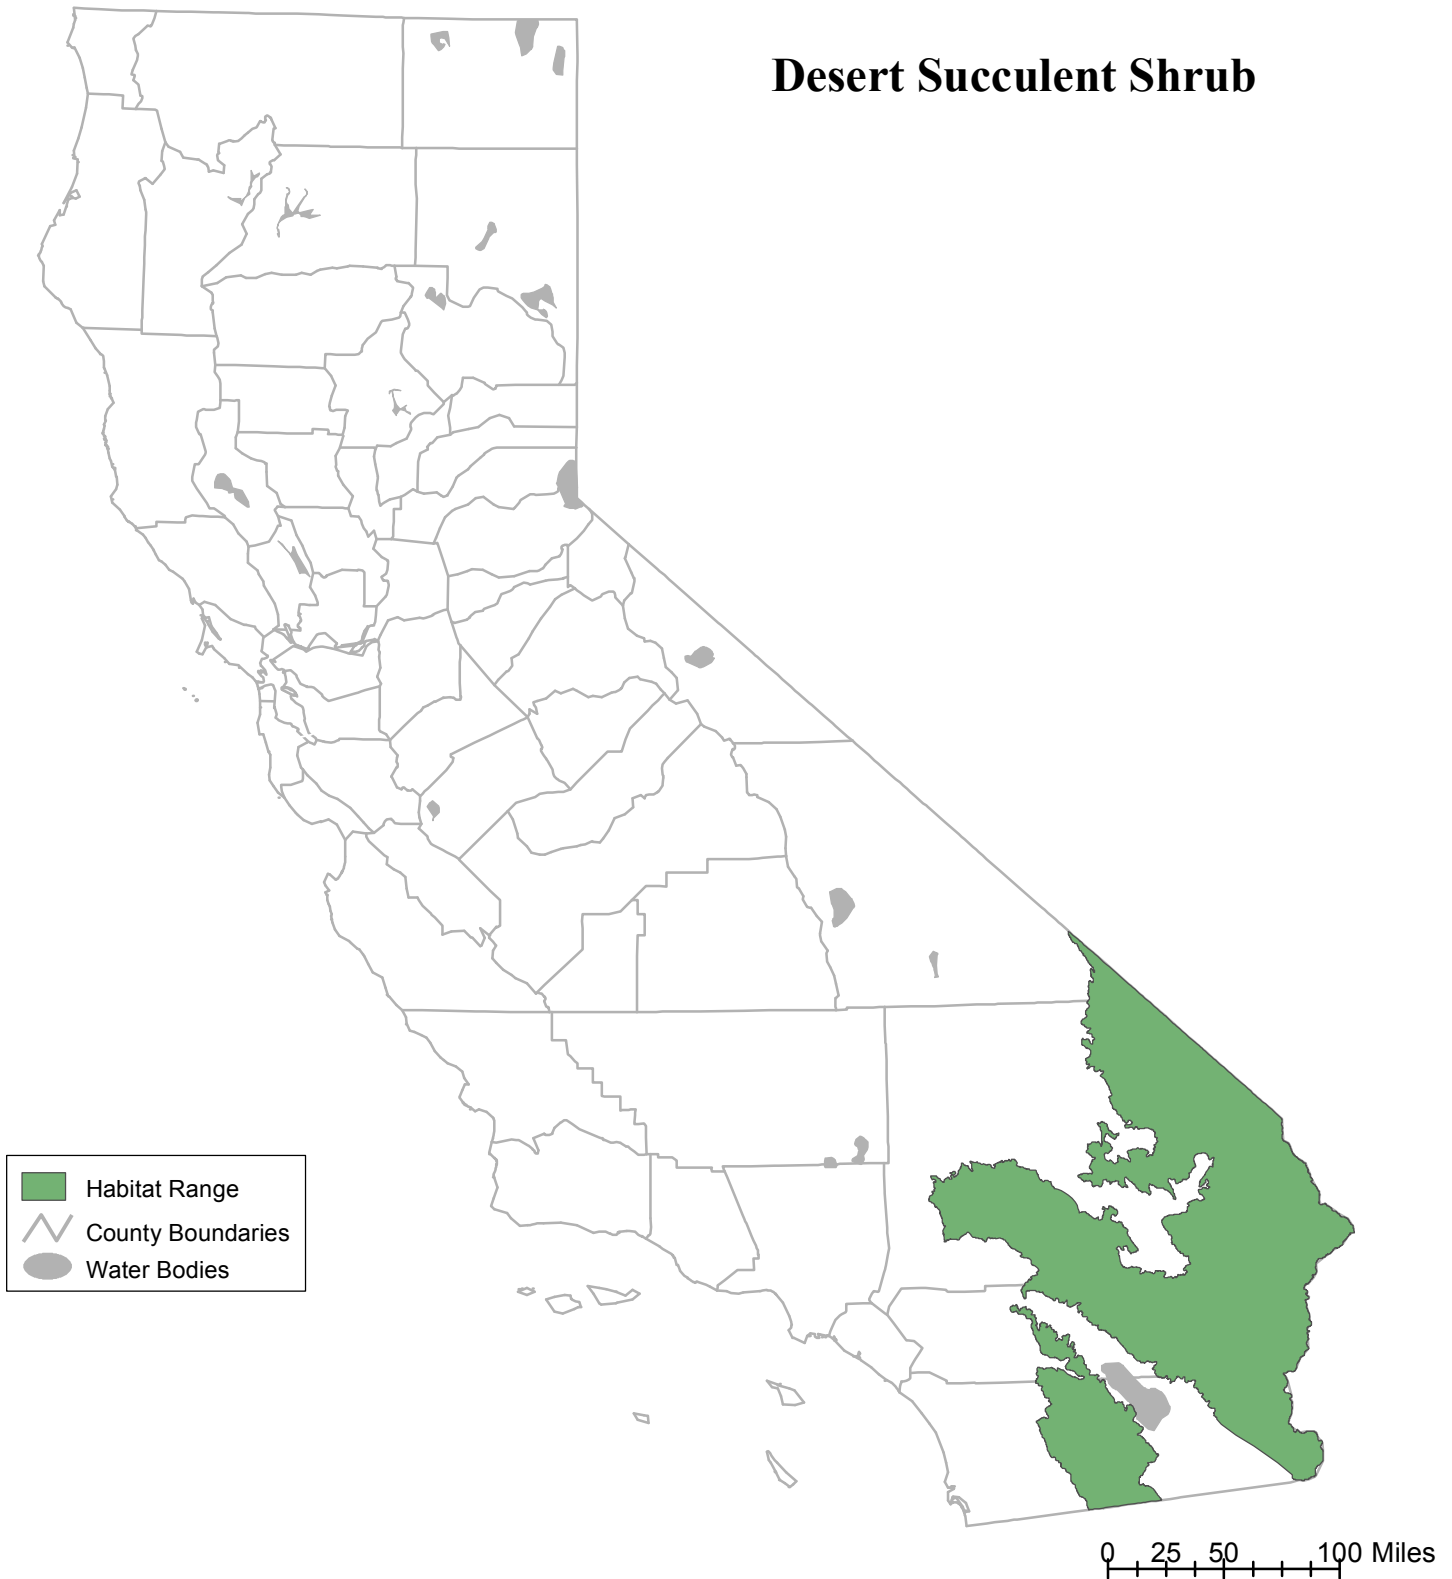 Desert Succulent Shrub
Habitat Range
County Boundaries
Water Bodies
0 25 50 100 Miles